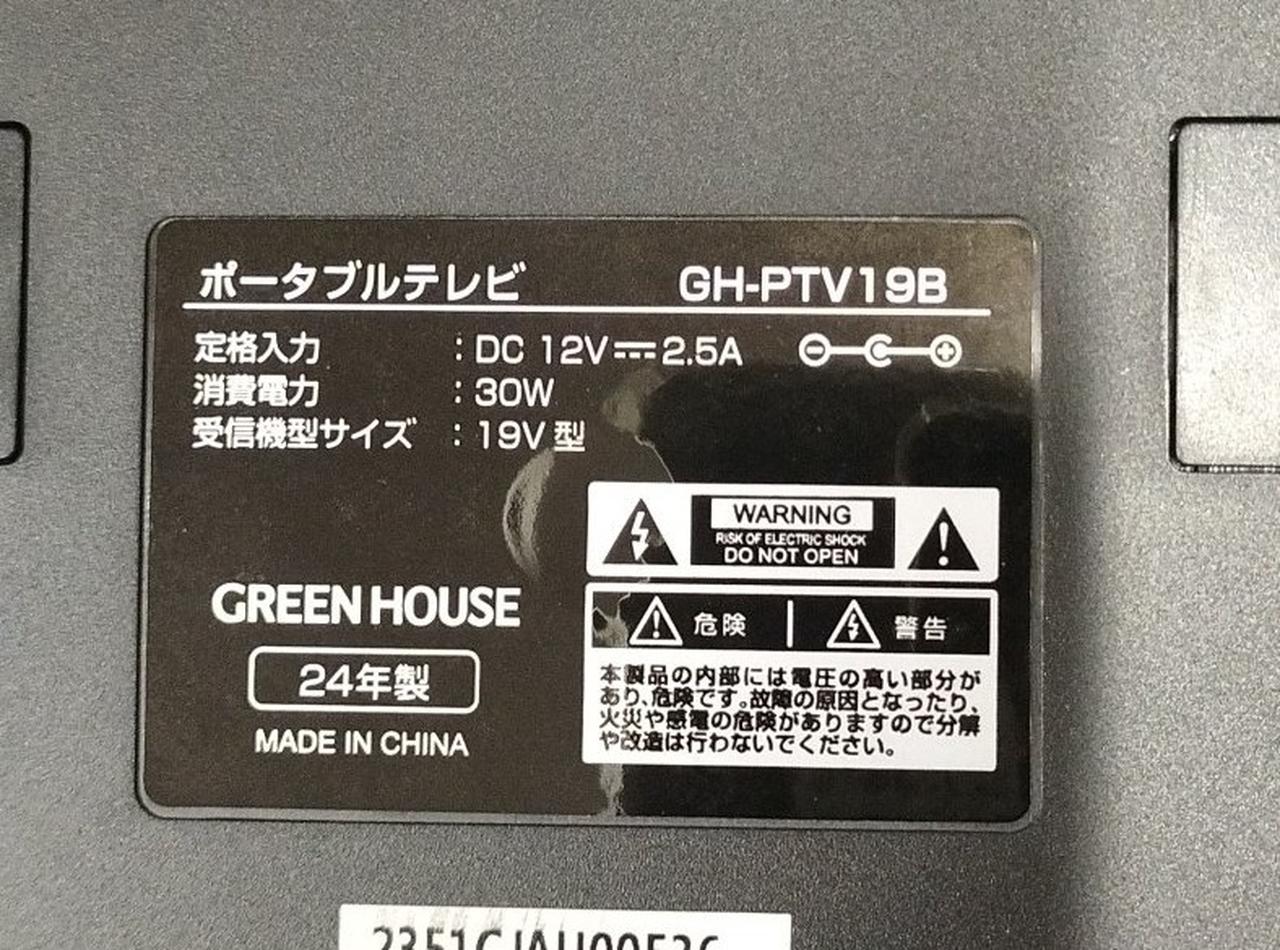 ポータブルテレビ GH-PTV19B
定格入力 : DC 12V⎓2.5A
消費電力 : 30W
受信機型サイズ : 19V 型
WARNING
RISK OF ELECTRIC SHOCK
DO NOT OPEN
GREEN HOUSE
24年製
MADE IN CHINA
危険 警告
本製品の内部には電圧の高い部分が
あり、危険です。故障の原因となったり、
火災や感電の危険がありますので分解
や改造は行わないでください。